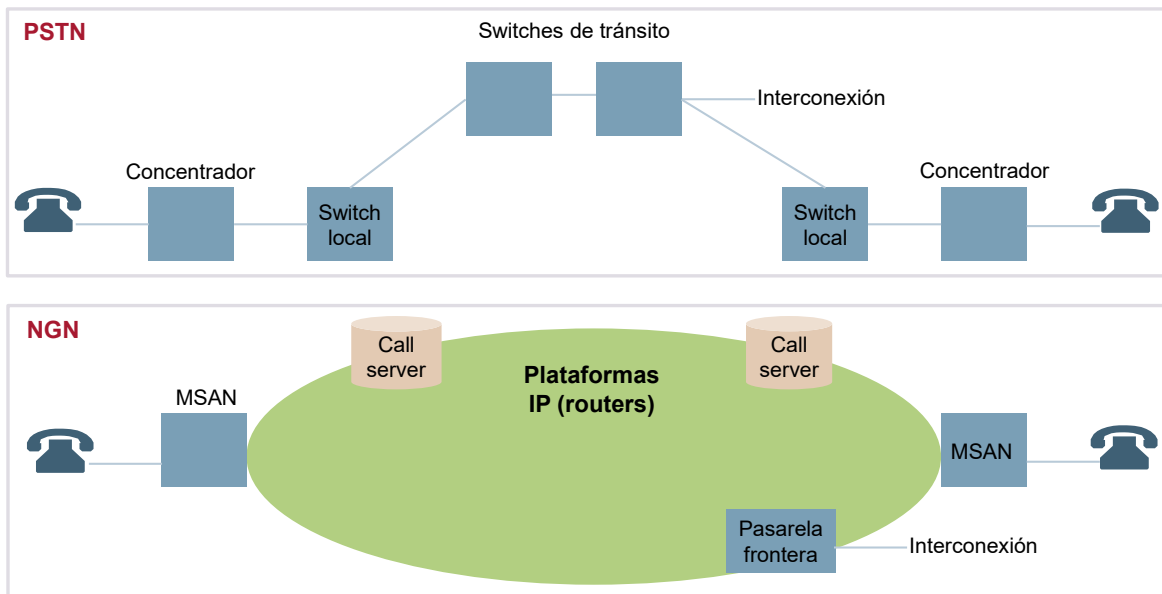 PSTN
Switches de tránsito
Interconexión
Concentrador
Concentrador
Switch
local
Switch
local
NGN
Call
server
Call
server
Plataformas
IP (routers)
MSAN
MSAN
Pasarela
frontera
Interconexión